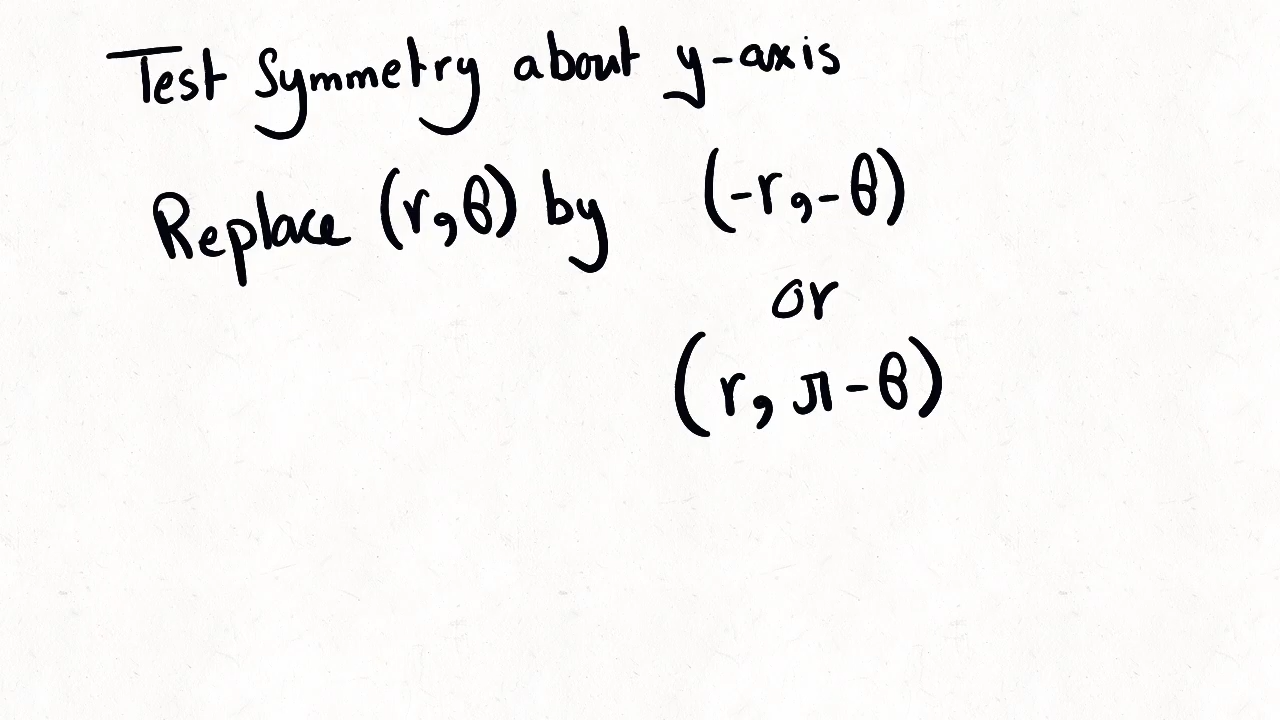 Test Symmetry about y-axis
Replace (r,θ) by (-r,-θ)
or
(r, π-θ)